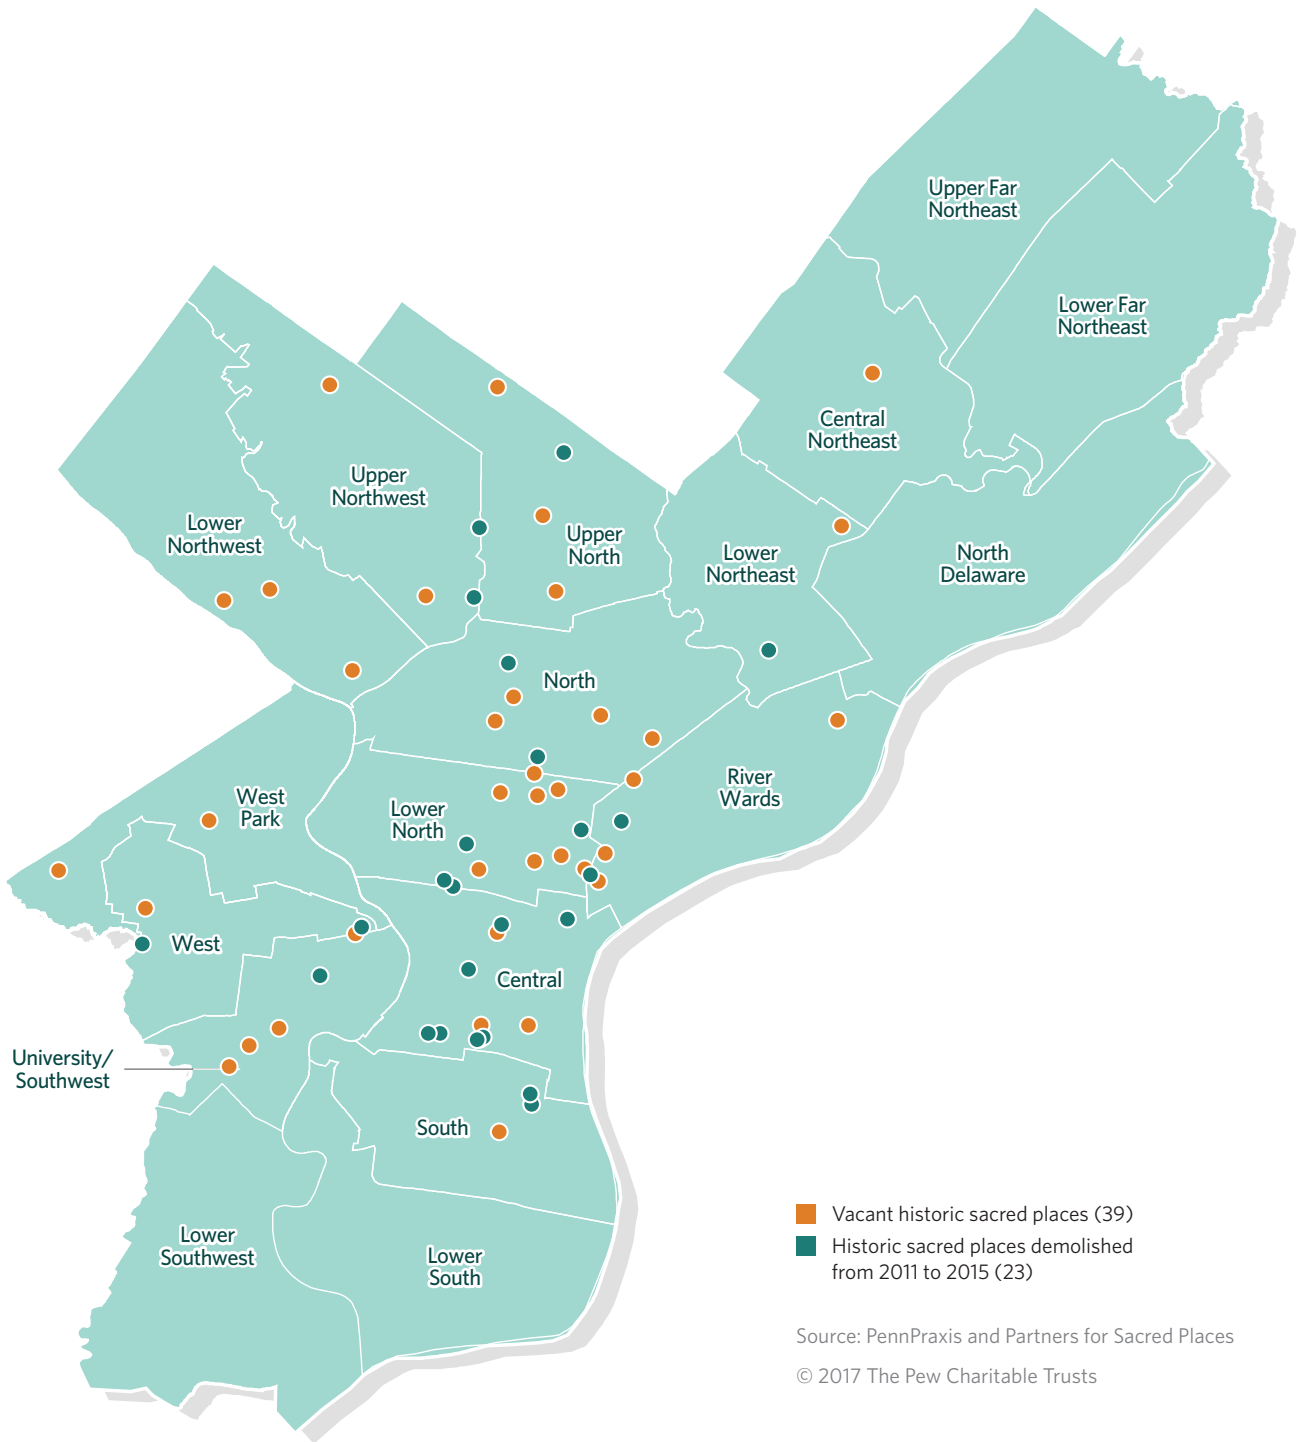 Upper Far
Northeast
Lower Far
Northeast
Central
Northeast
Upper
Northwest
Lower
Northwest
Upper
North
Lower
Northeast
North
Delaware
North
River
Wards
West
Park
Lower
North
West
Central
University/
Southwest
South
Lower
Southwest
Lower
South
Vacant historic sacred places (39)
Historic sacred places demolished
from 2011 to 2015 (23)
Source: PennPraxis and Partners for Sacred Places
© 2017 The Pew Charitable Trusts